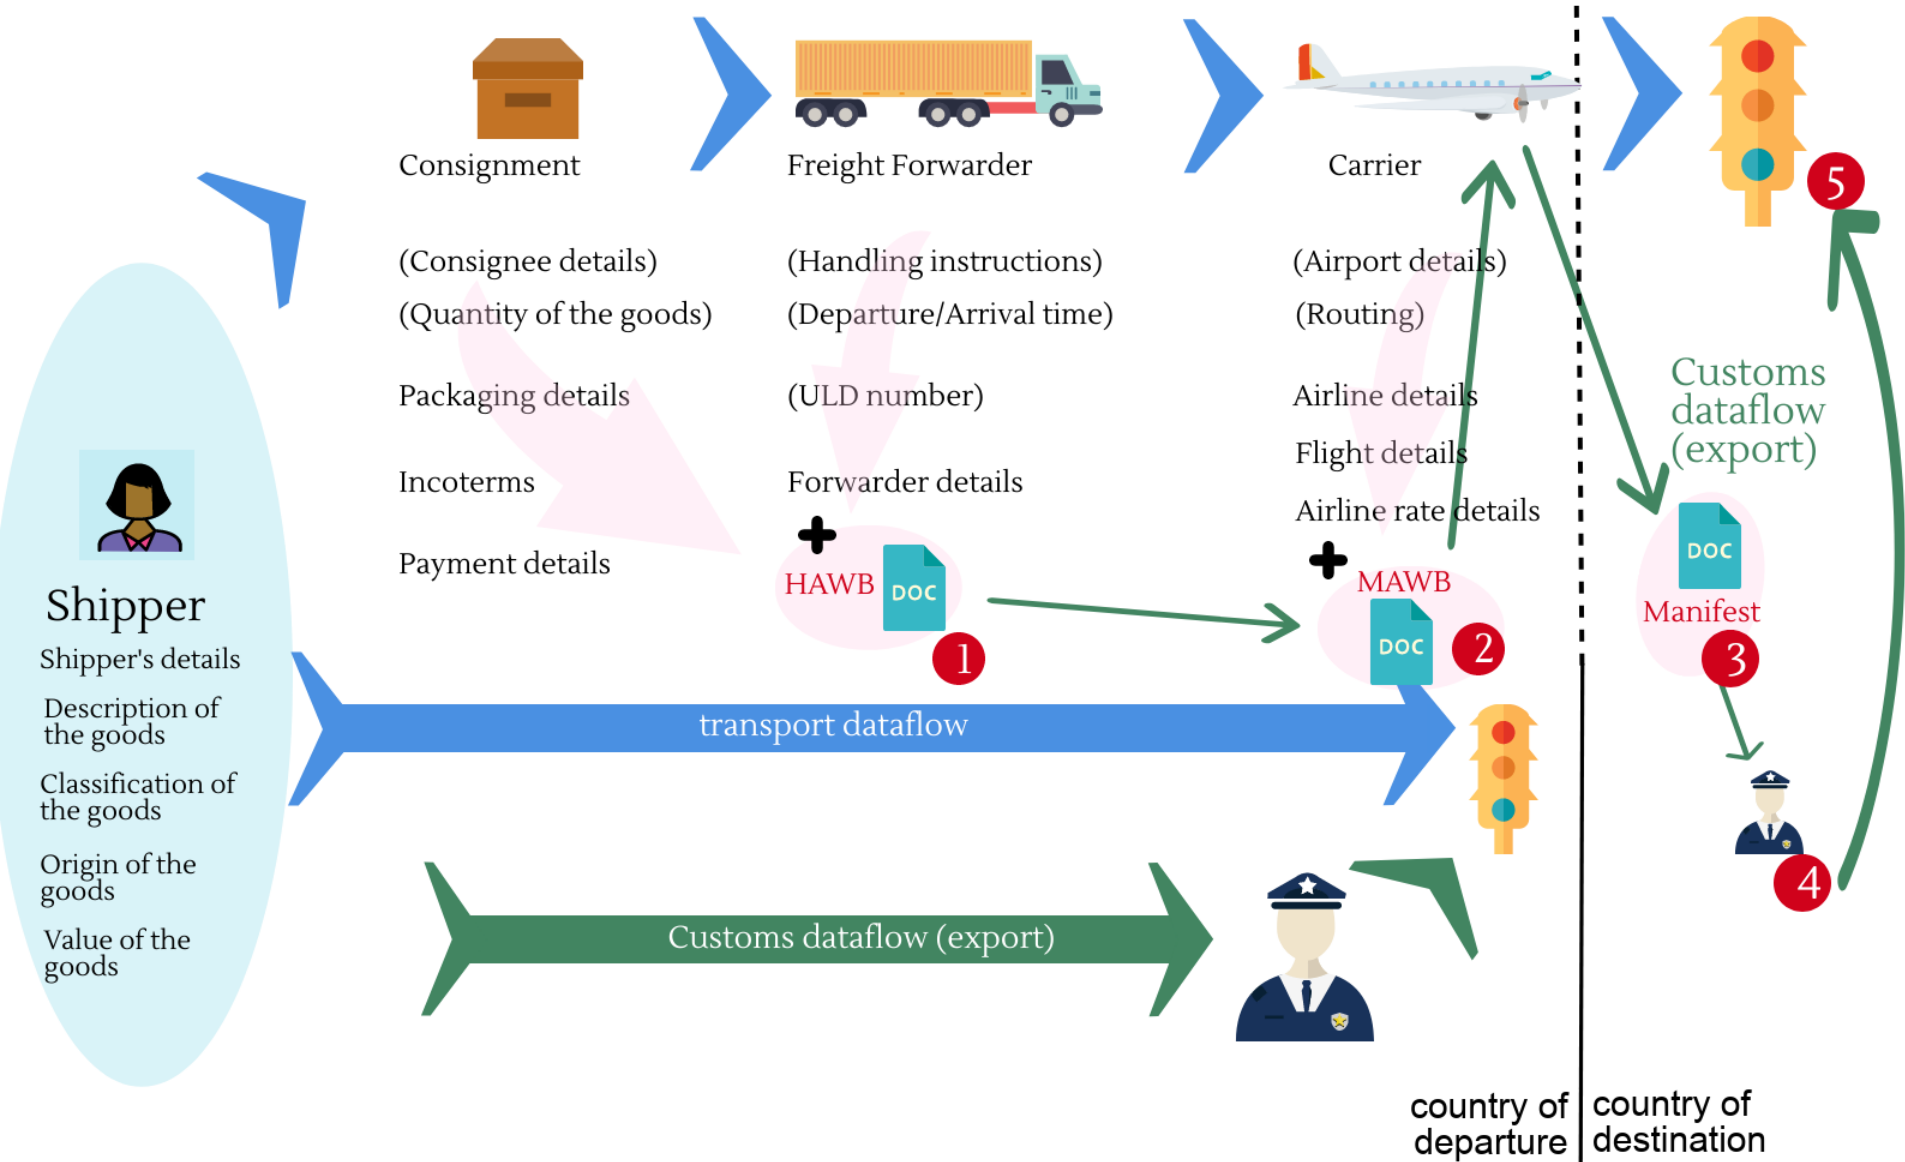 Consignment
Freight Forwarder
Carrier
5
(Consignee details)
(Handling instructions)
(Airport details)
(Quantity of the goods)
(Departure/Arrival time)
(Routing)
Packaging details
(ULD number)
Airline details
Flight details
Incoterms
Forwarder details
Airline rate details
Payment details
HAWB
DOC
1
MAWB
DOC
2
Customs
dataflow
(export)
DOC
Manifest
3
4
Shipper
Shipper's details
Description of
the goods
Classification of
the goods
Origin of the
goods
Value of the
goods
transport dataflow
Customs dataflow (export)
country of
departure
country of
destination